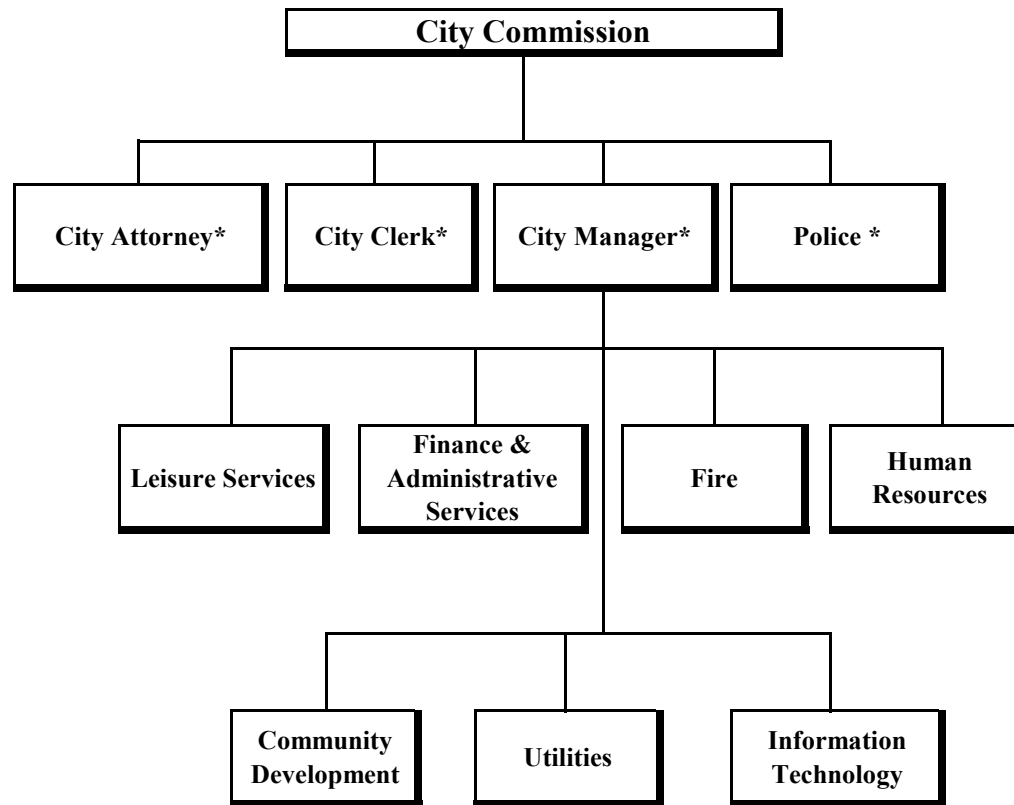 City Commission
City Attorney*
City Clerk*
City Manager*
Police *
Leisure Services
Finance &
Administrative
Services
Fire
Human
Resources
Community
Development
Utilities
Information
Technology